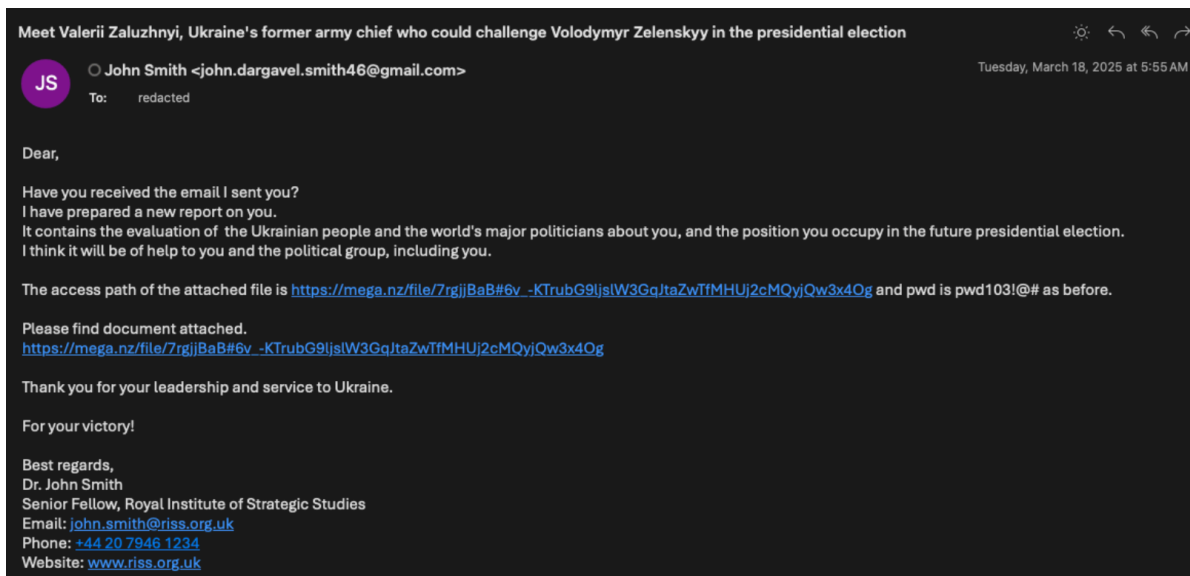 Meet Valerii Zaluzhnyi, Ukraine's former army chief who could challenge Volodymyr Zelenskyy in the presidential election
JS
John Smith <john.dargavel.smith46@gmail.com>
Tuesday, March 18, 2025 at 5:55 AM
To: redacted
Dear,
Have you received the email I sent you?
I have prepared a new report on you.
It contains the evaluation of the Ukrainian people and the world's major politicians about you, and the position you occupy in the future presidential election.
I think it will be of help to you and the political group, including you.
The access path of the attached file is https://mega.nz/file/7rgjjBaB#6v_-KTrubG9ljslW3GqJtaZwTfMHUj2cMQyjQw3x4Og and pwd is pwd103!@# as before.
Please find document attached.
https://mega.nz/file/7rgjjBaB#6v_-KTrubG9ljslW3GqJtaZwTfMHUj2cMQyjQw3x4Og
Thank you for your leadership and service to Ukraine.
For your victory!
Best regards,
Dr. John Smith
Senior Fellow, Royal Institute of Strategic Studies
Email: john.smith@riss.org.uk
Phone: +44 20 7946 1234
Website: www.riss.org.uk